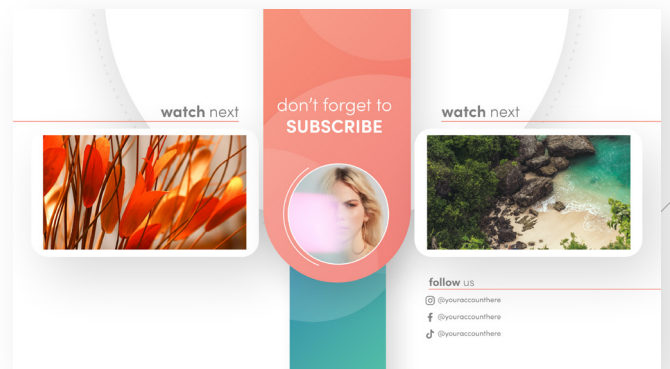 watch next
don't forget to
SUBSCRIBE
watch next
follow us
@youraccounthere
@youraccounthere
@youraccounthere